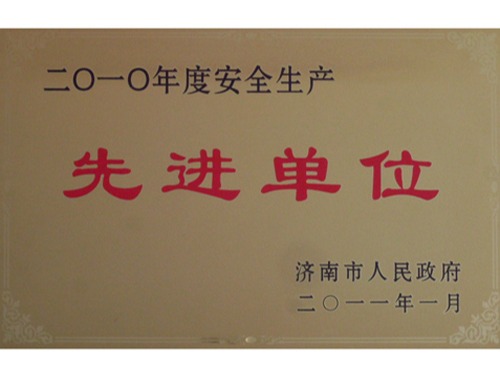 二〇一〇年度安全生产
先进单位
济南市人民政府
二〇一一年一月